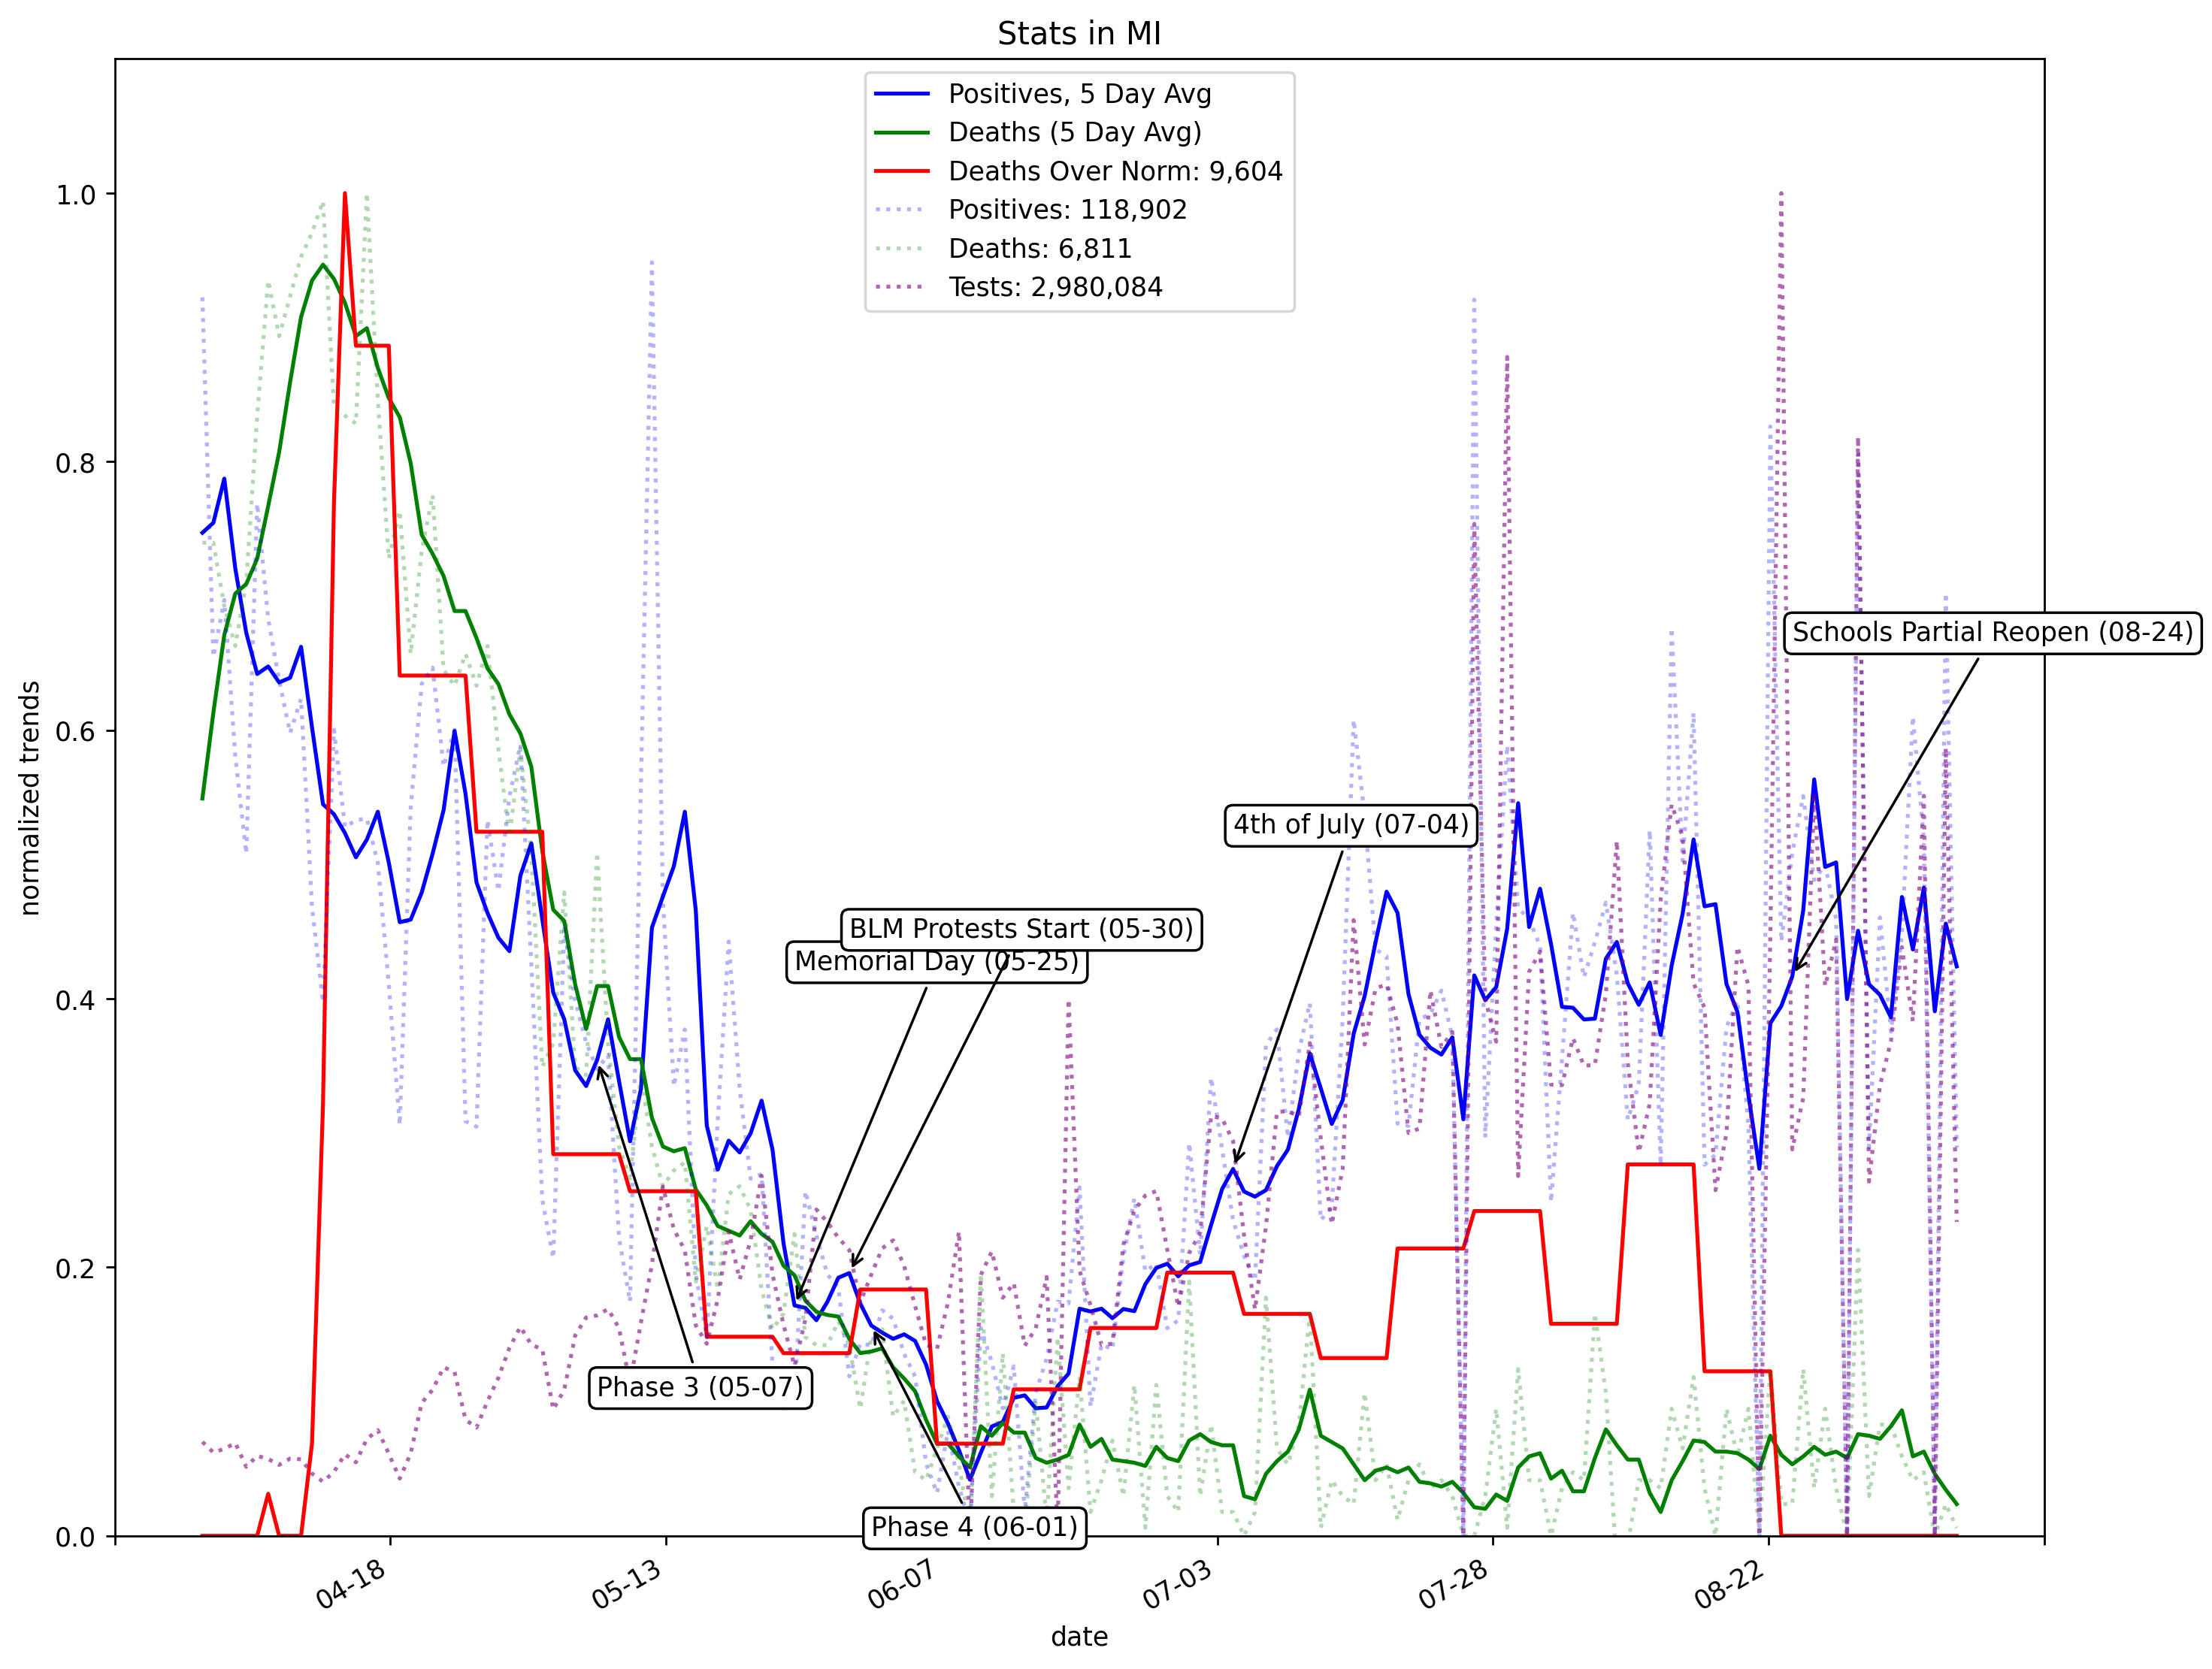 Stats in MI
Positives, 5 Day Avg
Deaths (5 Day Avg)
Deaths Over Norm: 9,604
Positives: 118,902
Deaths: 6,811
Tests: 2,980,084
normalized trends
1.0
0.8
0.6
0.4
0.2
0.0
Schools Partial Reopen (08-24)
4th of July (07-04)
BLM Protests Start (05-30)
Memorial Day (05-25)
Phase 3 (05-07)
Phase 4 (06-01)
04-18
05-13
06-07
07-03
07-28
08-22
date